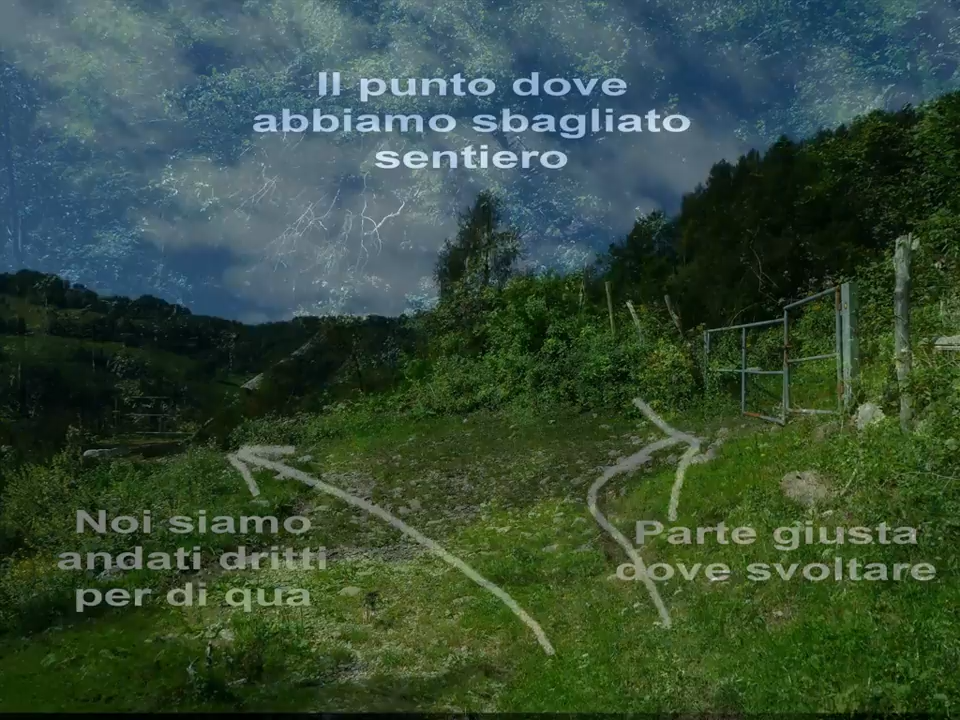 Il punto dove
abbiamo sbagliato
sentiero
Noi siamo
andati dritti
per di qua
Parte giusta
dove svoltare